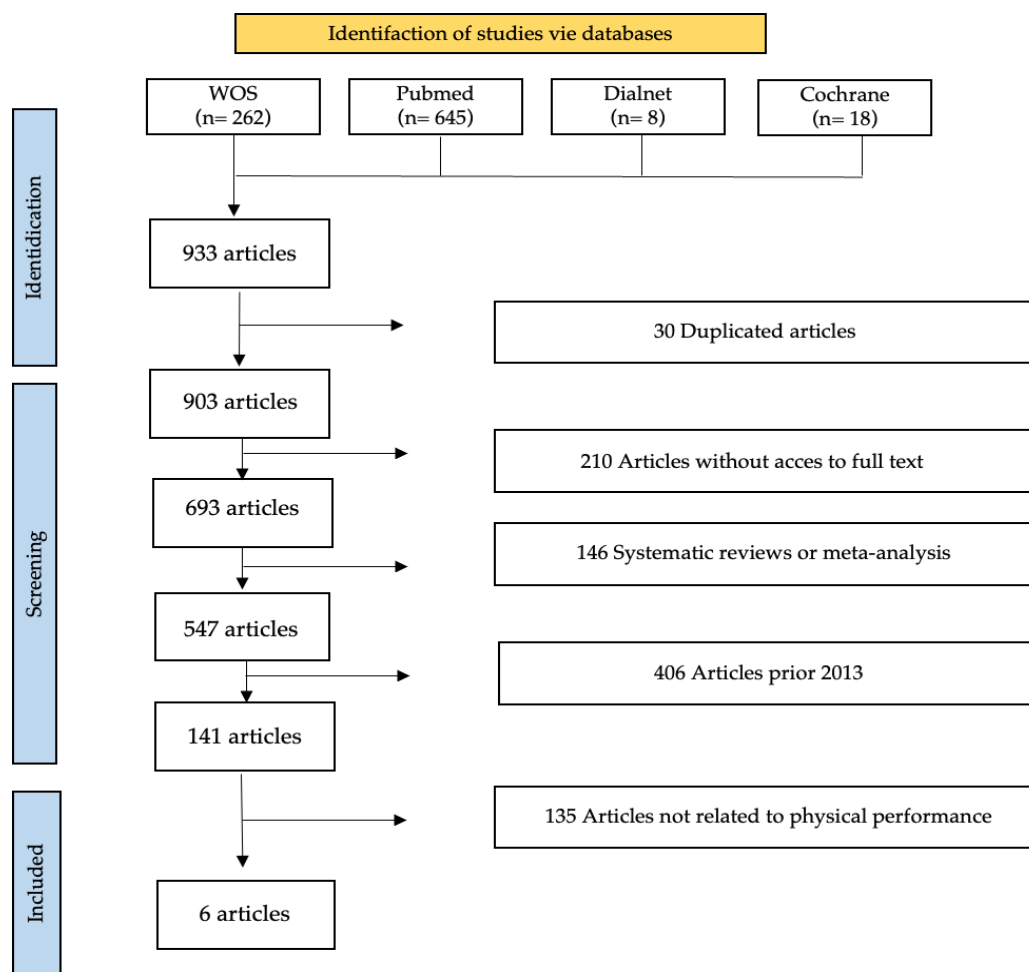 Identifaction of studies vie databases
WOS
(n= 262)
Pubmed
(n= 645)
Dialnet
(n= 8)
Cochrane
(n= 18)
Identidication
933 articles
30 Duplicated articles
903 articles
Screening
210 Articles without acces to full text
693 articles
146 Systematic reviews or meta-analysis
547 articles
406 Articles prior 2013
141 articles
Included
135 Articles not related to physical performance
6 articles